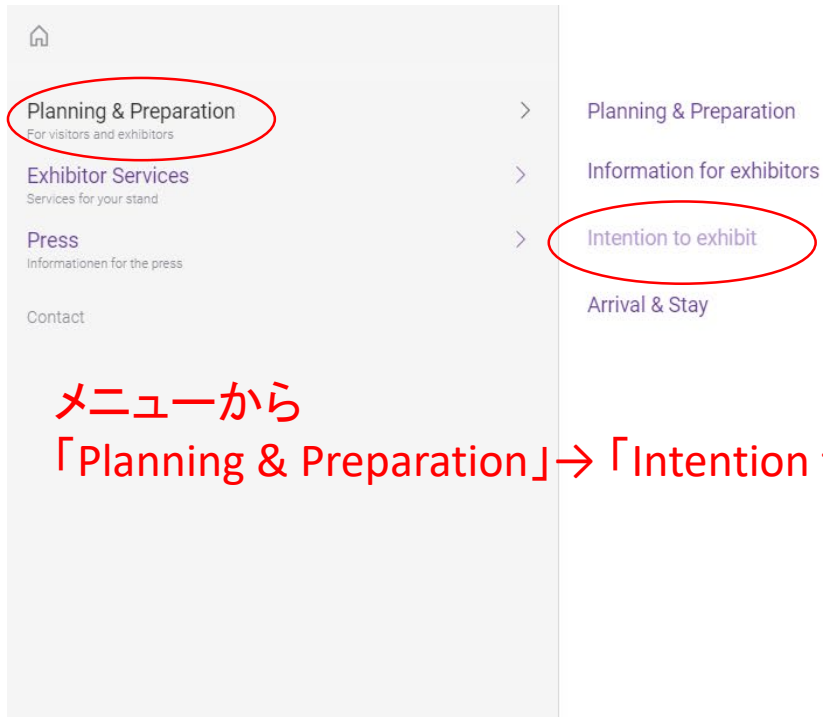 Planning & Preparation
For visitors and exhibitors
Exhibitor Services
Services for your stand
Press
Informationen for the press
Contact
Planning & Preparation
Information for exhibitors
Intention to exhibit
Arrival & Stay
メニューから
「Planning & Preparation」→「Intention